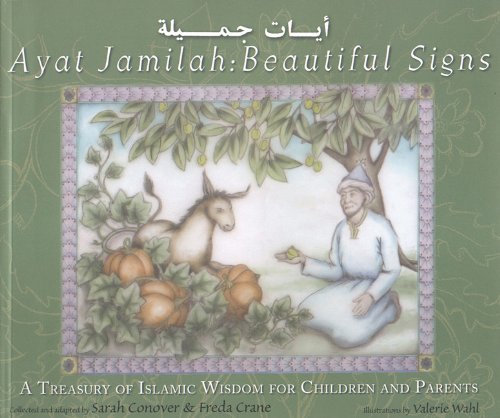 أيات جميلة
Ayat Jamilah: Beautiful Signs
A Treasury of Islamic Wisdom for Children and Parents
Collected and adapted by Sarah Conover & Freda Crane
Illustrations by Valerie Wahl